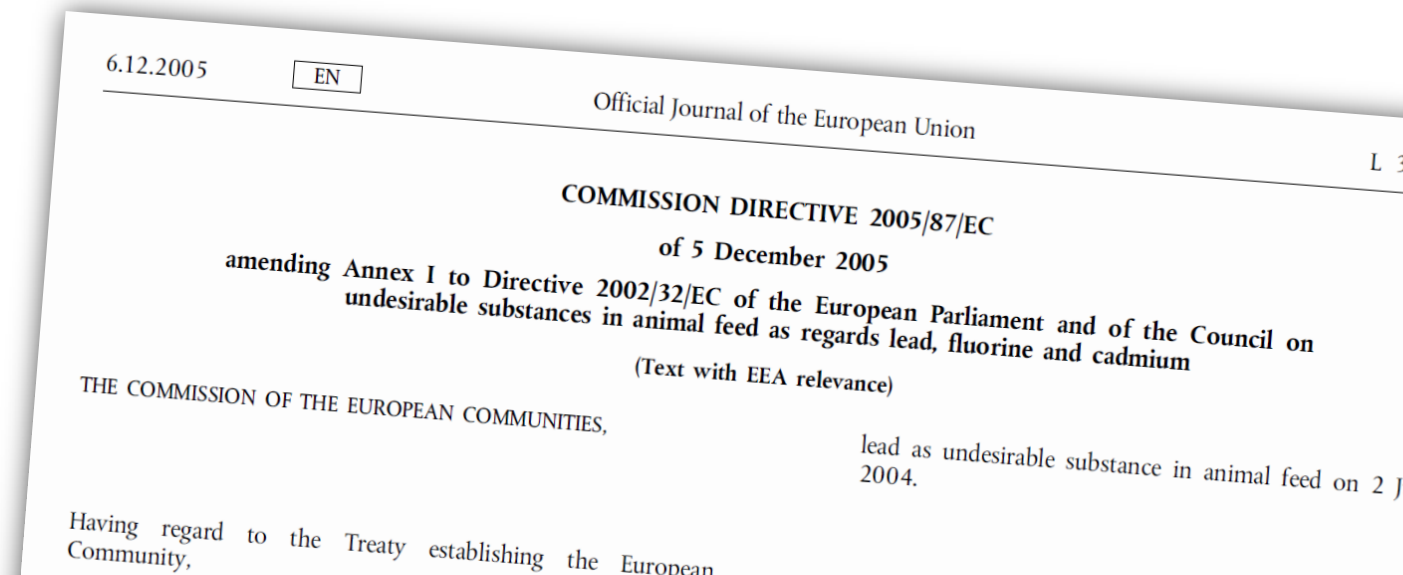 6.12.2005
EN
Official Journal of the European Union
L
COMMISSION DIRECTIVE 2005/87/EC
of 5 December 2005
amending Annex I to Directive 2002/32/EC of the European Parliament and of the Council on
undesirable substances in animal feed as regards lead, fluorine and cadmium
(Text with EEA relevance)
THE COMMISSION OF THE EUROPEAN COMMUNITIES,
Having regard to the Treaty establishing the European
Community,
lead as undesirable substance in animal feed on 2
2004.